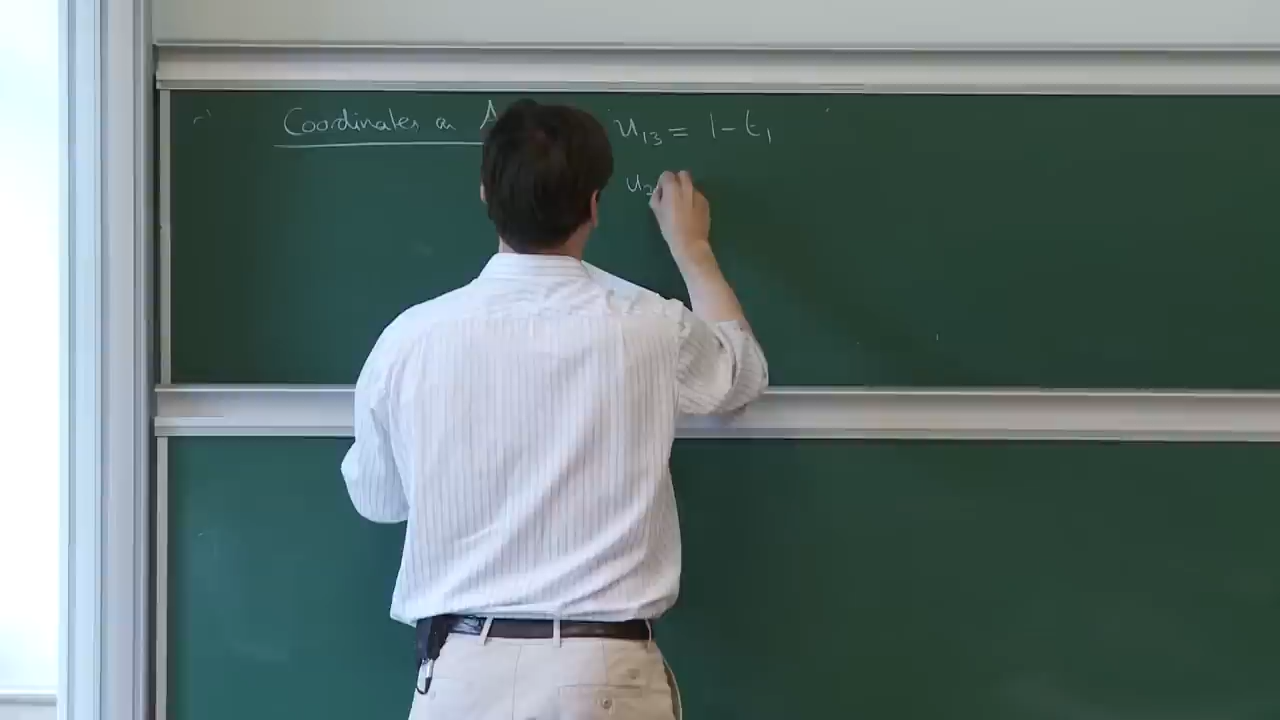 Coordinates on A
u₁₃ = 1 - t₁
u₂